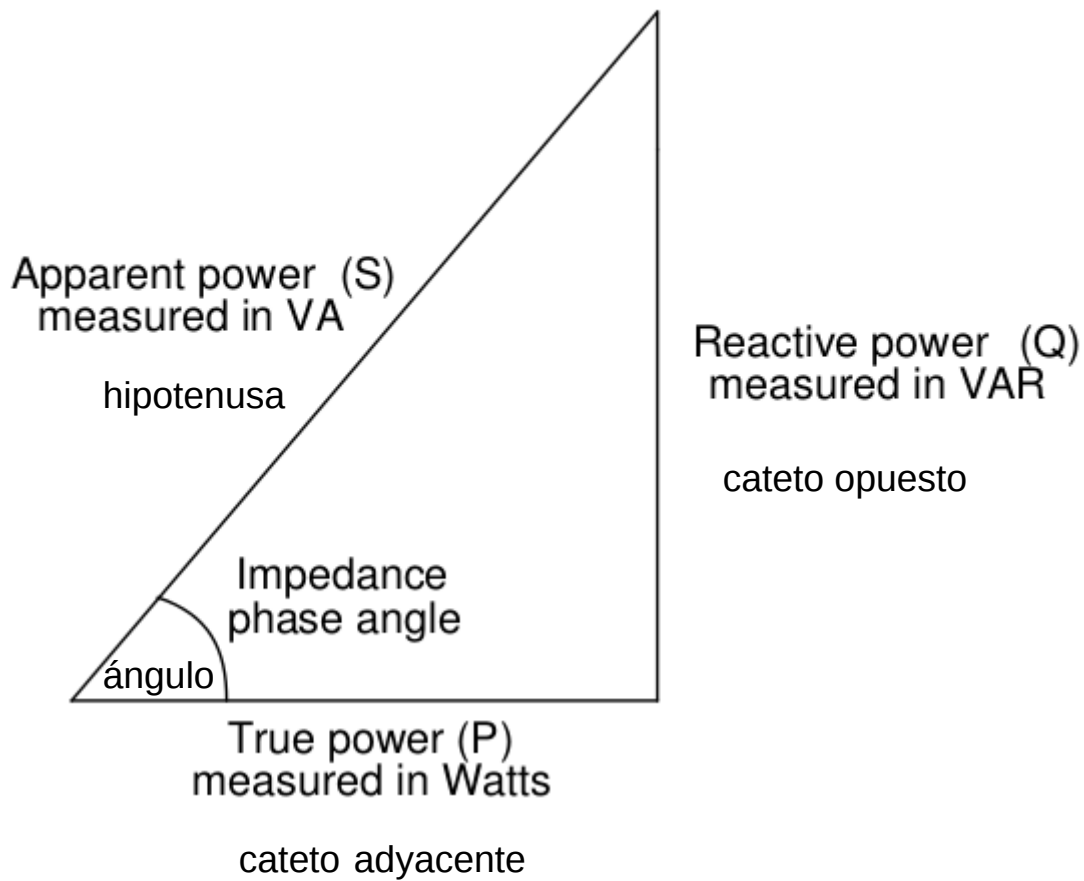 Apparent power (S)
measured in VA
hipotenusa
Reactive power (Q)
measured in VAR
cateto opuesto
Impedance
phase angle
ángulo
True power (P)
measured in Watts
cateto adyacente